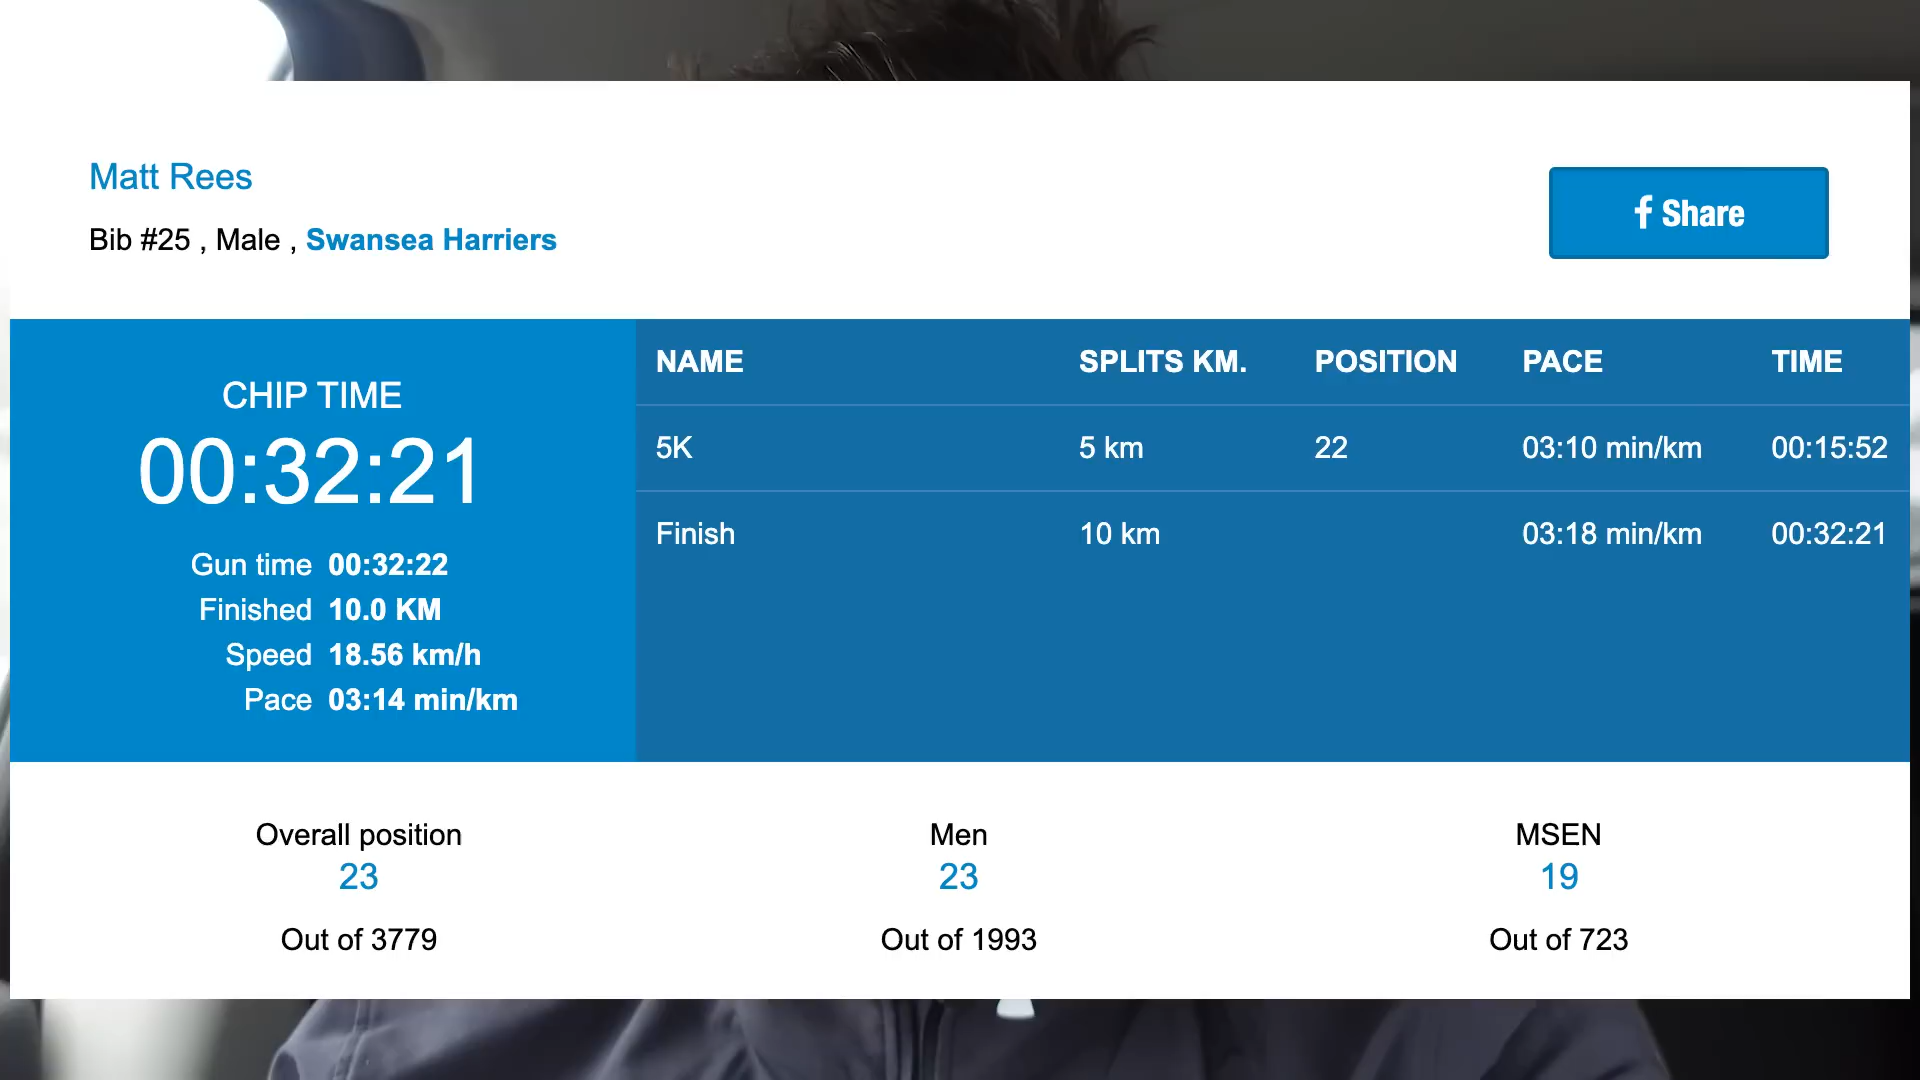 Matt Rees
Bib #25 , Male , Swansea Harriers
f Share
CHIP TIME
00:32:21
Gun time 00:32:22
Finished 10.0 KM
Speed 18.56 km/h
Pace 03:14 min/km
NAME SPLITS KM. POSITION PACE TIME
5K 5 km 22 03:10 min/km 00:15:52
Finish 10 km 03:18 min/km 00:32:21
Overall position
23
Out of 3779
Men
23
Out of 1993
MSEN
19
Out of 723